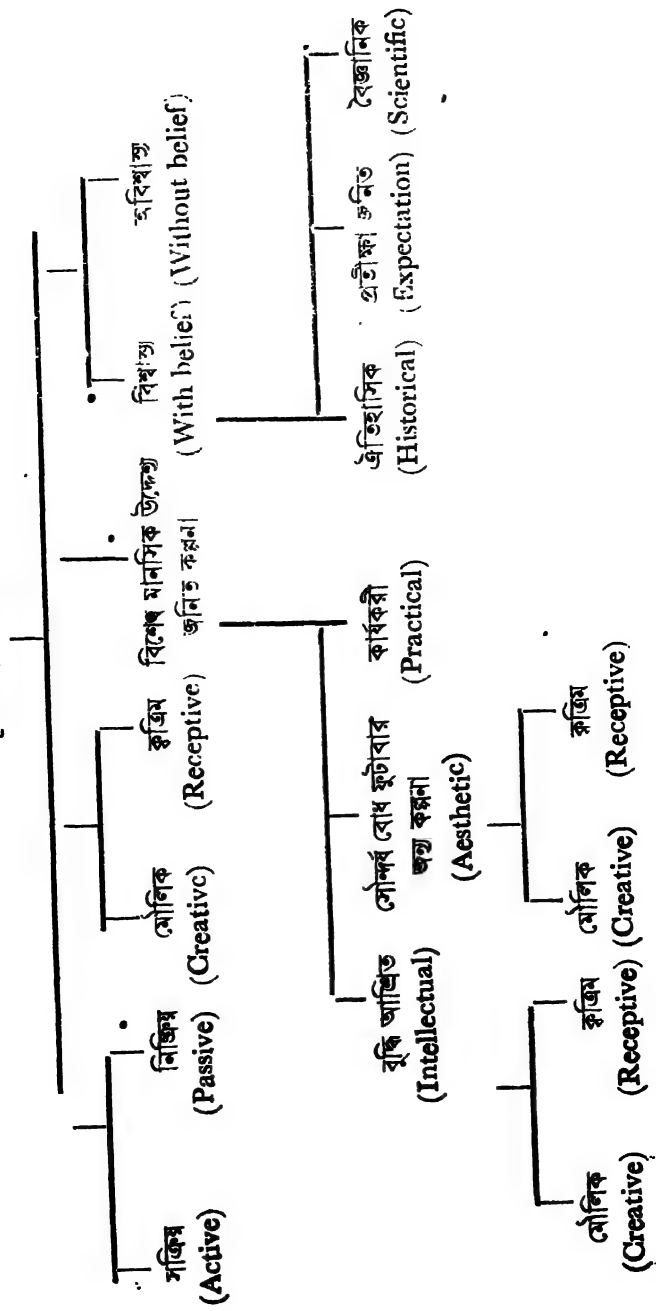 সক্রিয়
(Active)
নিষ্ক্রিয়
(Passive)
মৌলিক
(Creative)
কৃত্রিম
(Receptive)
বিশেষ মানসিক উদ্দেশ্য
জনিত কল্পনা
বিশ্বাস্য
(With belief)
অবিশ্বাস্য
(Without belief)
বুদ্ধি আশ্রিত
(Intellectual)
সৌন্দর্য বোধ ফুটাবার
জন্য কল্পনা
(Aesthetic)
কার্যকরী
(Practical)
ঐতিহাসিক
(Historical)
প্রতীক্ষা জনিত
(Expectation)
বৈজ্ঞানিক
(Scientific)
মৌলিক
(Creative)
কৃত্রিম
(Receptive)
মৌলিক
(Creative)
কৃত্রিম
(Receptive)